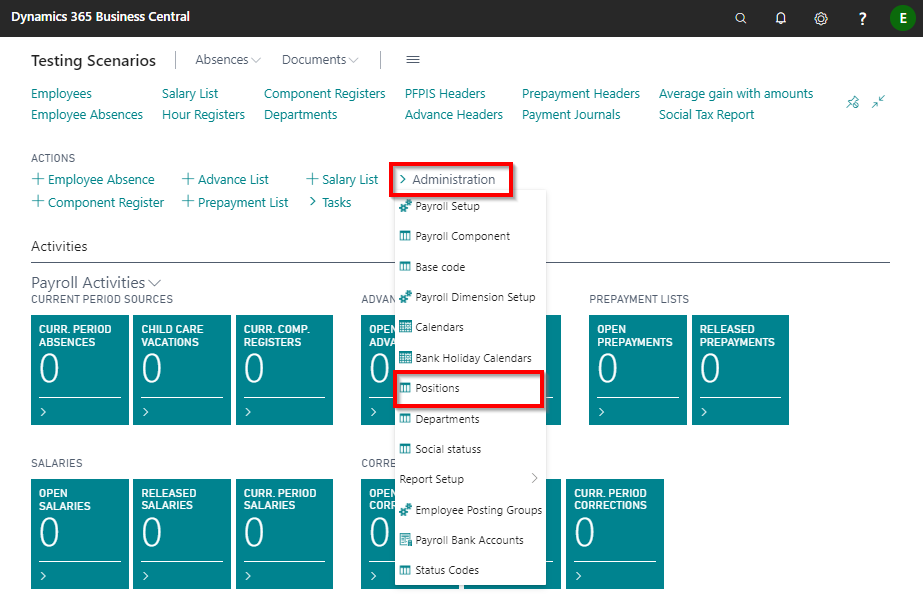 Dynamics 365 Business Central
?
E
Testing Scenarios
Absences
Documents
Employees
Salary List
Component Registers
PFPIS Headers
Prepayment Headers
Average gain with amounts
Employee Absences
Hour Registers
Departments
Advance Headers
Payment Journals
Social Tax Report
ACTIONS
+ Employee Absence
+ Advance List
+ Salary List
> Administration
+ Component Register
+ Prepayment List
> Tasks
Payroll Setup
Payroll Component
Base code
Payroll Dimension Setup
Calendars
Bank Holiday Calendars
Positions
Departments
Social statuss
Report Setup
Employee Posting Groups
Payroll Bank Accounts
Status Codes
Activities
Payroll Activities
CURRENT PERIOD SOURCES
CURR. PERIOD
ABSENCES
0
CHILD CARE
VACATIONS
0
CURR. COMP.
REGISTERS
0
ADVAN
OPEN
ADVA
0
PREPAYMENT LISTS
OPEN
PREPAYMENTS
0
RELEASED
PREPAYMENTS
0
SALARIES
OPEN
SALARIES
0
RELEASED
SALARIES
0
CURR. PERIOD
SALARIES
0
CORRE
OPEN
CORR
0
CURR. PERIOD
CORRECTIONS
0